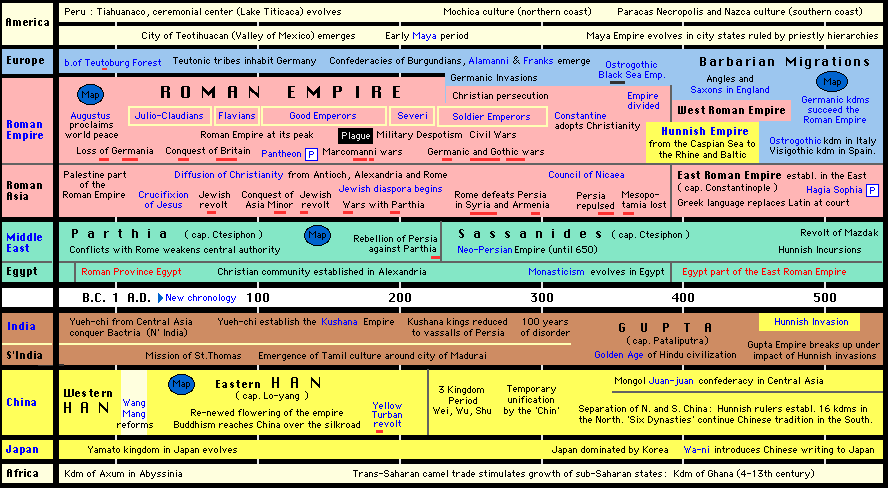 America
Peru : Tiahuanaco, ceremonial center (Lake Titicaca) evolves
Mochica culture (northern coast)
Paracas Necropolis and Nazca culture (southern coast)
City of Teotihuacan (Valley of Mexico) emerges
Early Maya period
Maya Empire evolves in city states ruled by priestly hierarchies
Europe
b.of Teutoburg Forest
Teutonic tribes inhabit Germany
Confederacies of Burgundians, Alamanni & Franks emerge
Ostrogothic
Black Sea Emp.
Barbarian Migrations
Germanic Invasions
Angles and
Saxons in England
Map
Germanic kdms
succeed the
Roman Empire
Ostrogothic kdm in Italy
Visigothic kdm in Spain.
Roman
Empire
Map
ROMAN EMPIRE
Christian persecution
Empire
divided
West Roman Empire
Augustus
proclaims
world peace
Julio-Claudians
Flavians
Good Emperors
Severi
Soldier Emperors
Constantine
adopts Christianity
Roman Empire at its peak
Plague
Military Despotism
Civil Wars
Hunnish Empire
from the Caspian Sea to
the Rhine and Baltic
Loss of Germania
Conquest of Britain
Pantheon P
Marcomanni wars
Germanic and Gothic wars
Roman
Asia
Palestine part
of the
Roman Empire
Diffusion of Christianity from Antioch, Alexandria and Rome
Council of Nicaea
East Roman Empire establ. in the East
( cap. Constantinople )
Hagia Sophia P
Greek language replaces Latin at court
Crucifixion
of Jesus
Jewish
revolt
Conquest of
Asia Minor
Jewish
revolt
Jewish diaspora begins
Wars with Parthia
Rome defeats Persia
in Syria and Armenia
Persia
repulsed
Mesopo-
tamia lost
Middle
East
Parthia ( cap. Ctesiphon )
Map
Conflicts with Rome weakens central authority
Rebellion of Persia
against Parthia
Sassanides ( cap. Ctesiphon )
Neo-Persian Empire (until 650)
Revolt of Mazdak
Hunnish Incursions
Egypt
Roman Province Egypt
Christian community established in Alexandria
Monasticism evolves in Egypt
Egypt part of the East Roman Empire
B.C. 1 A.D.
New chronology
100
200
300
400
500
India
Yueh-chi from Central Asia
conquer Bactria (N' India)
Yueh-chi establish the Kushana Empire
Kushana kings reduced
to vassals of Persia
100 years
of disorder
GUPTA
(cap. Pataliputra)
Golden Age of Hindu civilization
Hunnish Invasion
Gupta Empire breaks up under
impact of Hunnish invasions
S'India
Mission of St.Thomas
Emergence of Tamil culture around city of Madurai
China
Western
HAN
Wang
Mang
reforms
Map
Eastern HAN
( cap. Lo-yang )
Re-newed flowering of the empire
Buddhism reaches China over the silkroad
Yellow
Turban
revolt
3 Kingdom
Period
Wei, Wu, Shu
Temporary
unification
by the 'Chin'
Mongol Juan-juan confederacy in Central Asia
Separation of N. and S. China: Hunnish rulers establ. 16 kdms in
the North. 'Six Dynasties' continue Chinese tradition in the South.
Japan
Yamato kingdom in Japan evolves
Japan dominated by Korea
Wa-ni introduces Chinese writing to Japan
Africa
Kdm of Axum in Abyssinia
Trans-Saharan camel trade stimulates growth of sub-Saharan states: Kdm of Ghana (4-13th century)